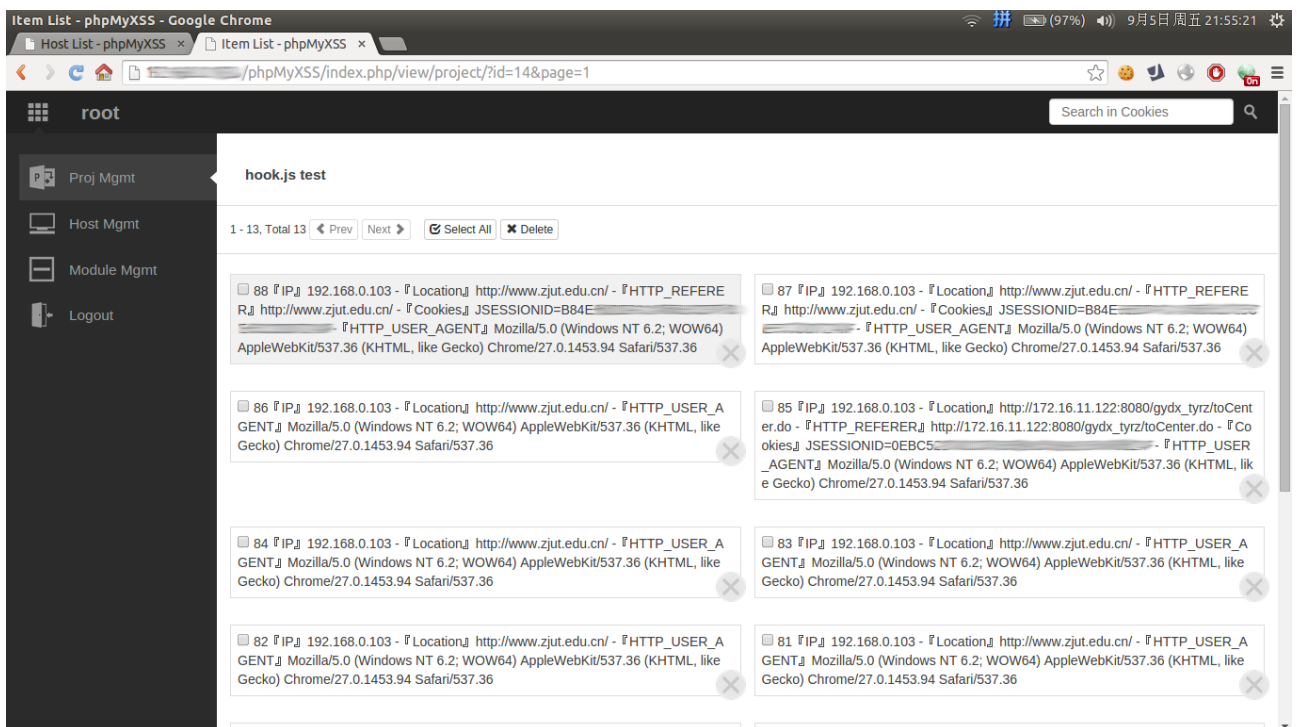 Item List - phpMyXSS - Google Chrome
拼 (97%) 9月5日 周五 21:55:21
Host List - phpMyXSS × Item List - phpMyXSS ×
/phpMyXSS/index.php/view/project/?id=14&page=1
On
root
Search in Cookies
Proj Mgmt
Host Mgmt
Module Mgmt
Logout
hook.js test
1 - 13, Total 13 Prev Next Select All Delete
88『IP』192.168.0.103 -『Location』http://www.zjut.edu.cn/ -『HTTP_REFERE
R』http://www.zjut.edu.cn/ -『Cookies』JSESSIONID=B84E
-『HTTP_USER_AGENT』Mozilla/5.0 (Windows NT 6.2; WOW64)
AppleWebKit/537.36 (KHTML, like Gecko) Chrome/27.0.1453.94 Safari/537.36
87『IP』192.168.0.103 -『Location』http://www.zjut.edu.cn/ -『HTTP_REFERE
R』http://www.zjut.edu.cn/ -『Cookies』JSESSIONID=B84E
-『HTTP_USER_AGENT』Mozilla/5.0 (Windows NT 6.2; WOW64)
AppleWebKit/537.36 (KHTML, like Gecko) Chrome/27.0.1453.94 Safari/537.36
86『IP』192.168.0.103 -『Location』http://www.zjut.edu.cn/ -『HTTP_USER_A
GENT』Mozilla/5.0 (Windows NT 6.2; WOW64) AppleWebKit/537.36 (KHTML, like
Gecko) Chrome/27.0.1453.94 Safari/537.36
85『IP』192.168.0.103 -『Location』http://172.16.11.122:8080/gydx_tyrz/toCent
er.do -『HTTP_REFERER』http://172.16.11.122:8080/gydx_tyrz/toCenter.do -『Co
okies』JSESSIONID=0EBC5 -『HTTP_USER
_AGENT』Mozilla/5.0 (Windows NT 6.2; WOW64) AppleWebKit/537.36 (KHTML, lik
e Gecko) Chrome/27.0.1453.94 Safari/537.36
84『IP』192.168.0.103 -『Location』http://www.zjut.edu.cn/ -『HTTP_USER_A
GENT』Mozilla/5.0 (Windows NT 6.2; WOW64) AppleWebKit/537.36 (KHTML, like
Gecko) Chrome/27.0.1453.94 Safari/537.36
83『IP』192.168.0.103 -『Location』http://www.zjut.edu.cn/ -『HTTP_USER_A
GENT』Mozilla/5.0 (Windows NT 6.2; WOW64) AppleWebKit/537.36 (KHTML, like
Gecko) Chrome/27.0.1453.94 Safari/537.36
82『IP』192.168.0.103 -『Location』http://www.zjut.edu.cn/ -『HTTP_USER_A
GENT』Mozilla/5.0 (Windows NT 6.2; WOW64) AppleWebKit/537.36 (KHTML, like
Gecko) Chrome/27.0.1453.94 Safari/537.36
81『IP』192.168.0.103 -『Location』http://www.zjut.edu.cn/ -『HTTP_USER_A
GENT』Mozilla/5.0 (Windows NT 6.2; WOW64) AppleWebKit/537.36 (KHTML, like
Gecko) Chrome/27.0.1453.94 Safari/537.36